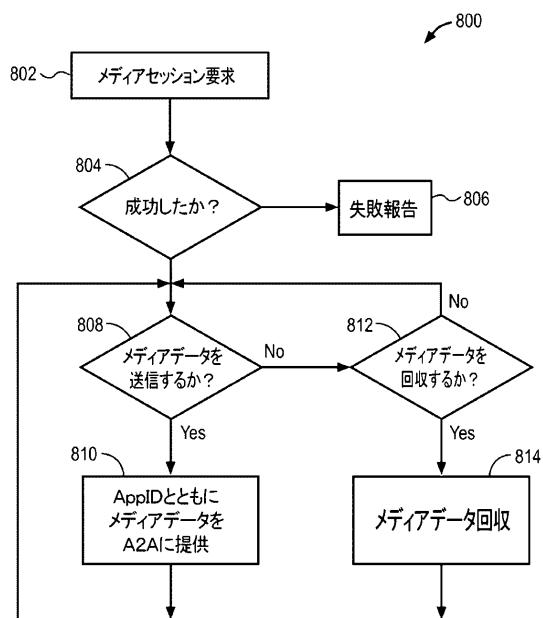 800
802
メディアセッション要求
804
成功したか？
失敗報告
806
No
808
812
メディアデータを
送信するか？
No
メディアデータを
回収するか？
Yes
Yes
810
814
AppIDとともに
メディアデータを
A2Aに提供
メディアデータ回収